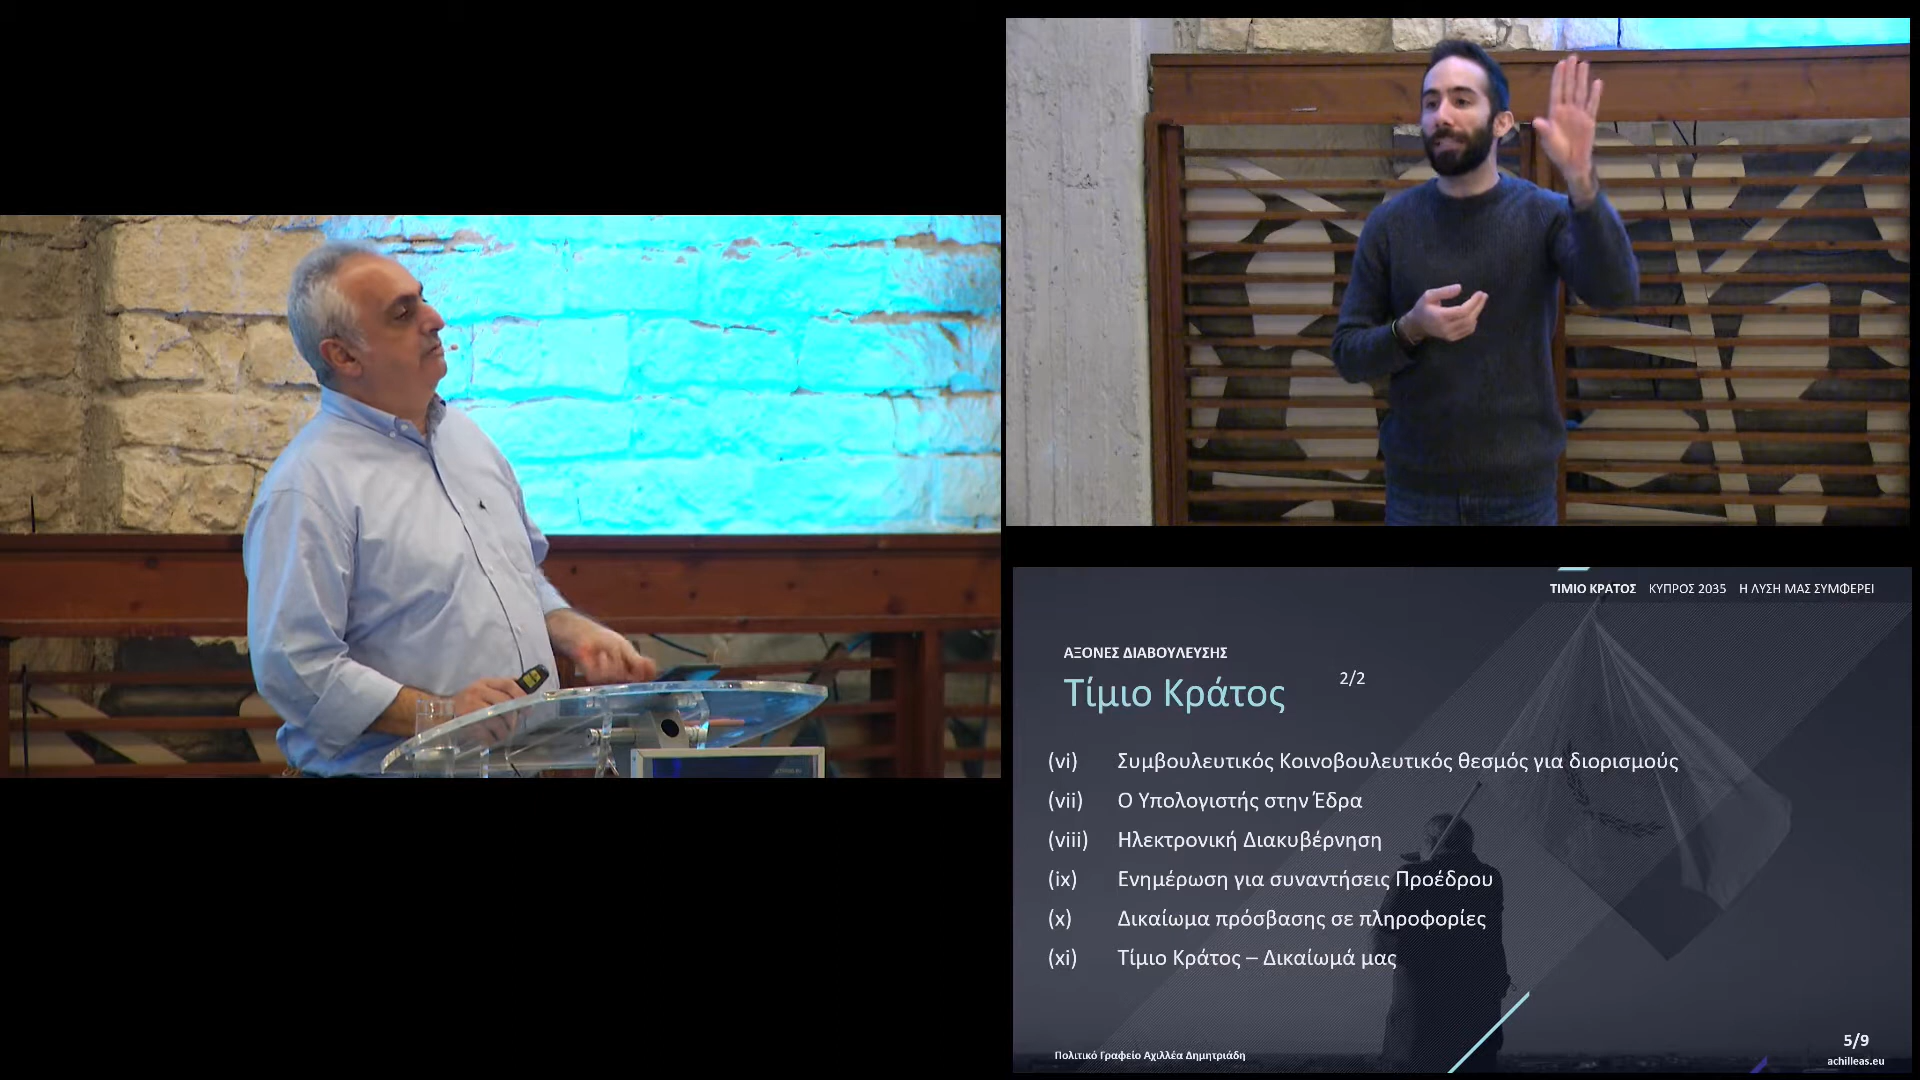 ΤΙΜΙΟ ΚΡΑΤΟΣ ΚΥΠΡΟΣ 2035 Η ΛΥΣΗ ΜΑΣ ΣΥΜΦΕΡΕΙ
ΑΞΟΝΕΣ ΔΙΑΒΟΥΛΕΥΣΗΣ
Τίμιο Κράτος 2/2
(vi) Συμβουλευτικός Κοινοβουλευτικός θεσμός για διορισμούς
(vii) Ο Υπολογιστής στην Έδρα
(viii) Ηλεκτρονική Διακυβέρνηση
(ix) Ενημέρωση για συναντήσεις Προέδρου
(x) Δικαίωμα πρόσβασης σε πληροφορίες
(xi) Τίμιο Κράτος – Δικαίωμά μας
5/9
Πολιτικό Γραφείο Αχιλλέα Δημητριάδη
achilleas.eu